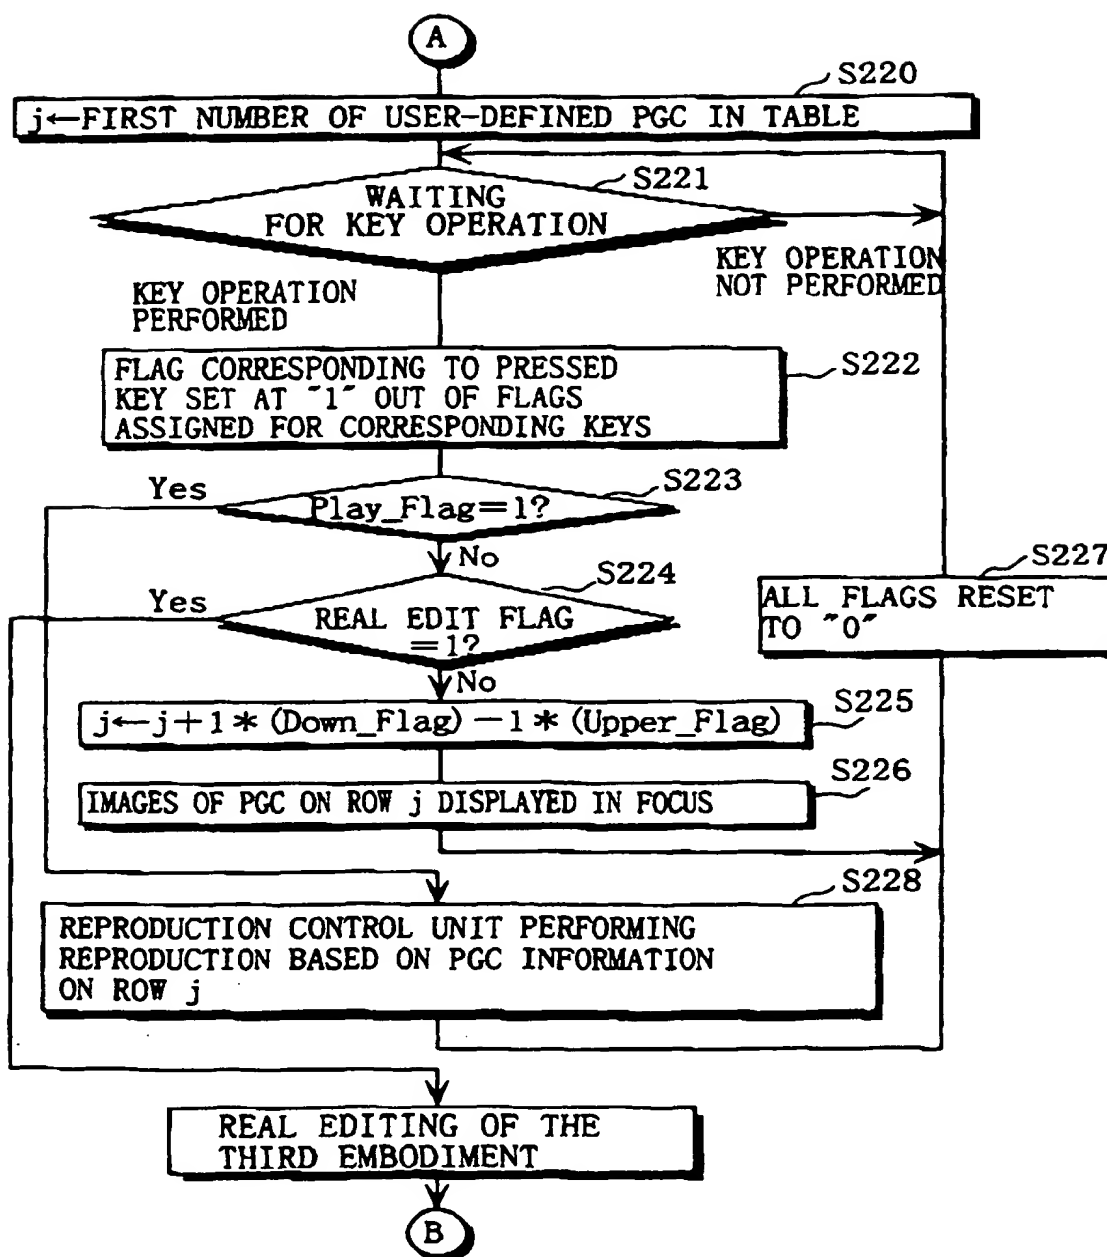 A
S220
j←FIRST NUMBER OF USER-DEFINED PGC IN TABLE
S221
WAITING
FOR KEY OPERATION
KEY OPERATION
NOT PERFORMED
KEY OPERATION
PERFORMED
FLAG CORRESPONDING TO PRESSED
KEY SET AT "1" OUT OF FLAGS
ASSIGNED FOR CORRESPONDING KEYS
S222
S223
Yes
Play_Flag=1?
No
S224
Yes
REAL EDIT FLAG
=1?
No
S227
ALL FLAGS RESET
TO "0"
j←j+1*(Down_Flag)-1*(Upper_Flag)
S225
S226
IMAGES OF PGC ON ROW j DISPLAYED IN FOCUS
S228
REPRODUCTION CONTROL UNIT PERFORMING
REPRODUCTION BASED ON PGC INFORMATION
ON ROW j
REAL EDITING OF THE
THIRD EMBODIMENT
B